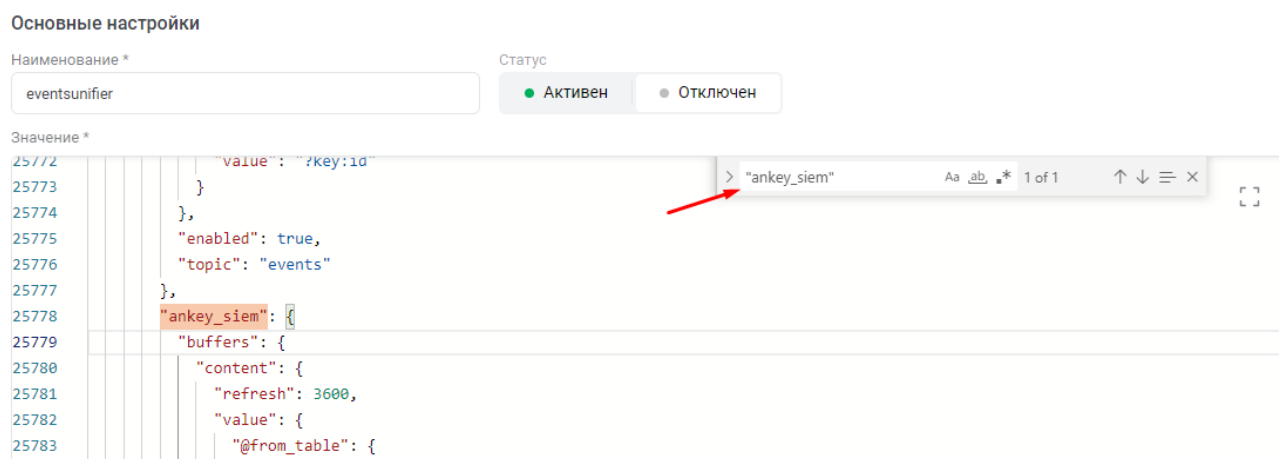 Основные настройки
Наименование * Статус
eventsunifier Активен Отключен
Значение *
25772 "value": "?key:id"
"ankey_siem" Aa ab, .* 1 of 1
25773 }
25774 },
25775 "enabled": true,
25776 "topic": "events"
25777 },
25778 "ankey_siem": {
25779 "buffers": {
25780 "content": {
25781 "refresh": 3600,
25782 "value": {
25783 "@from_table": {